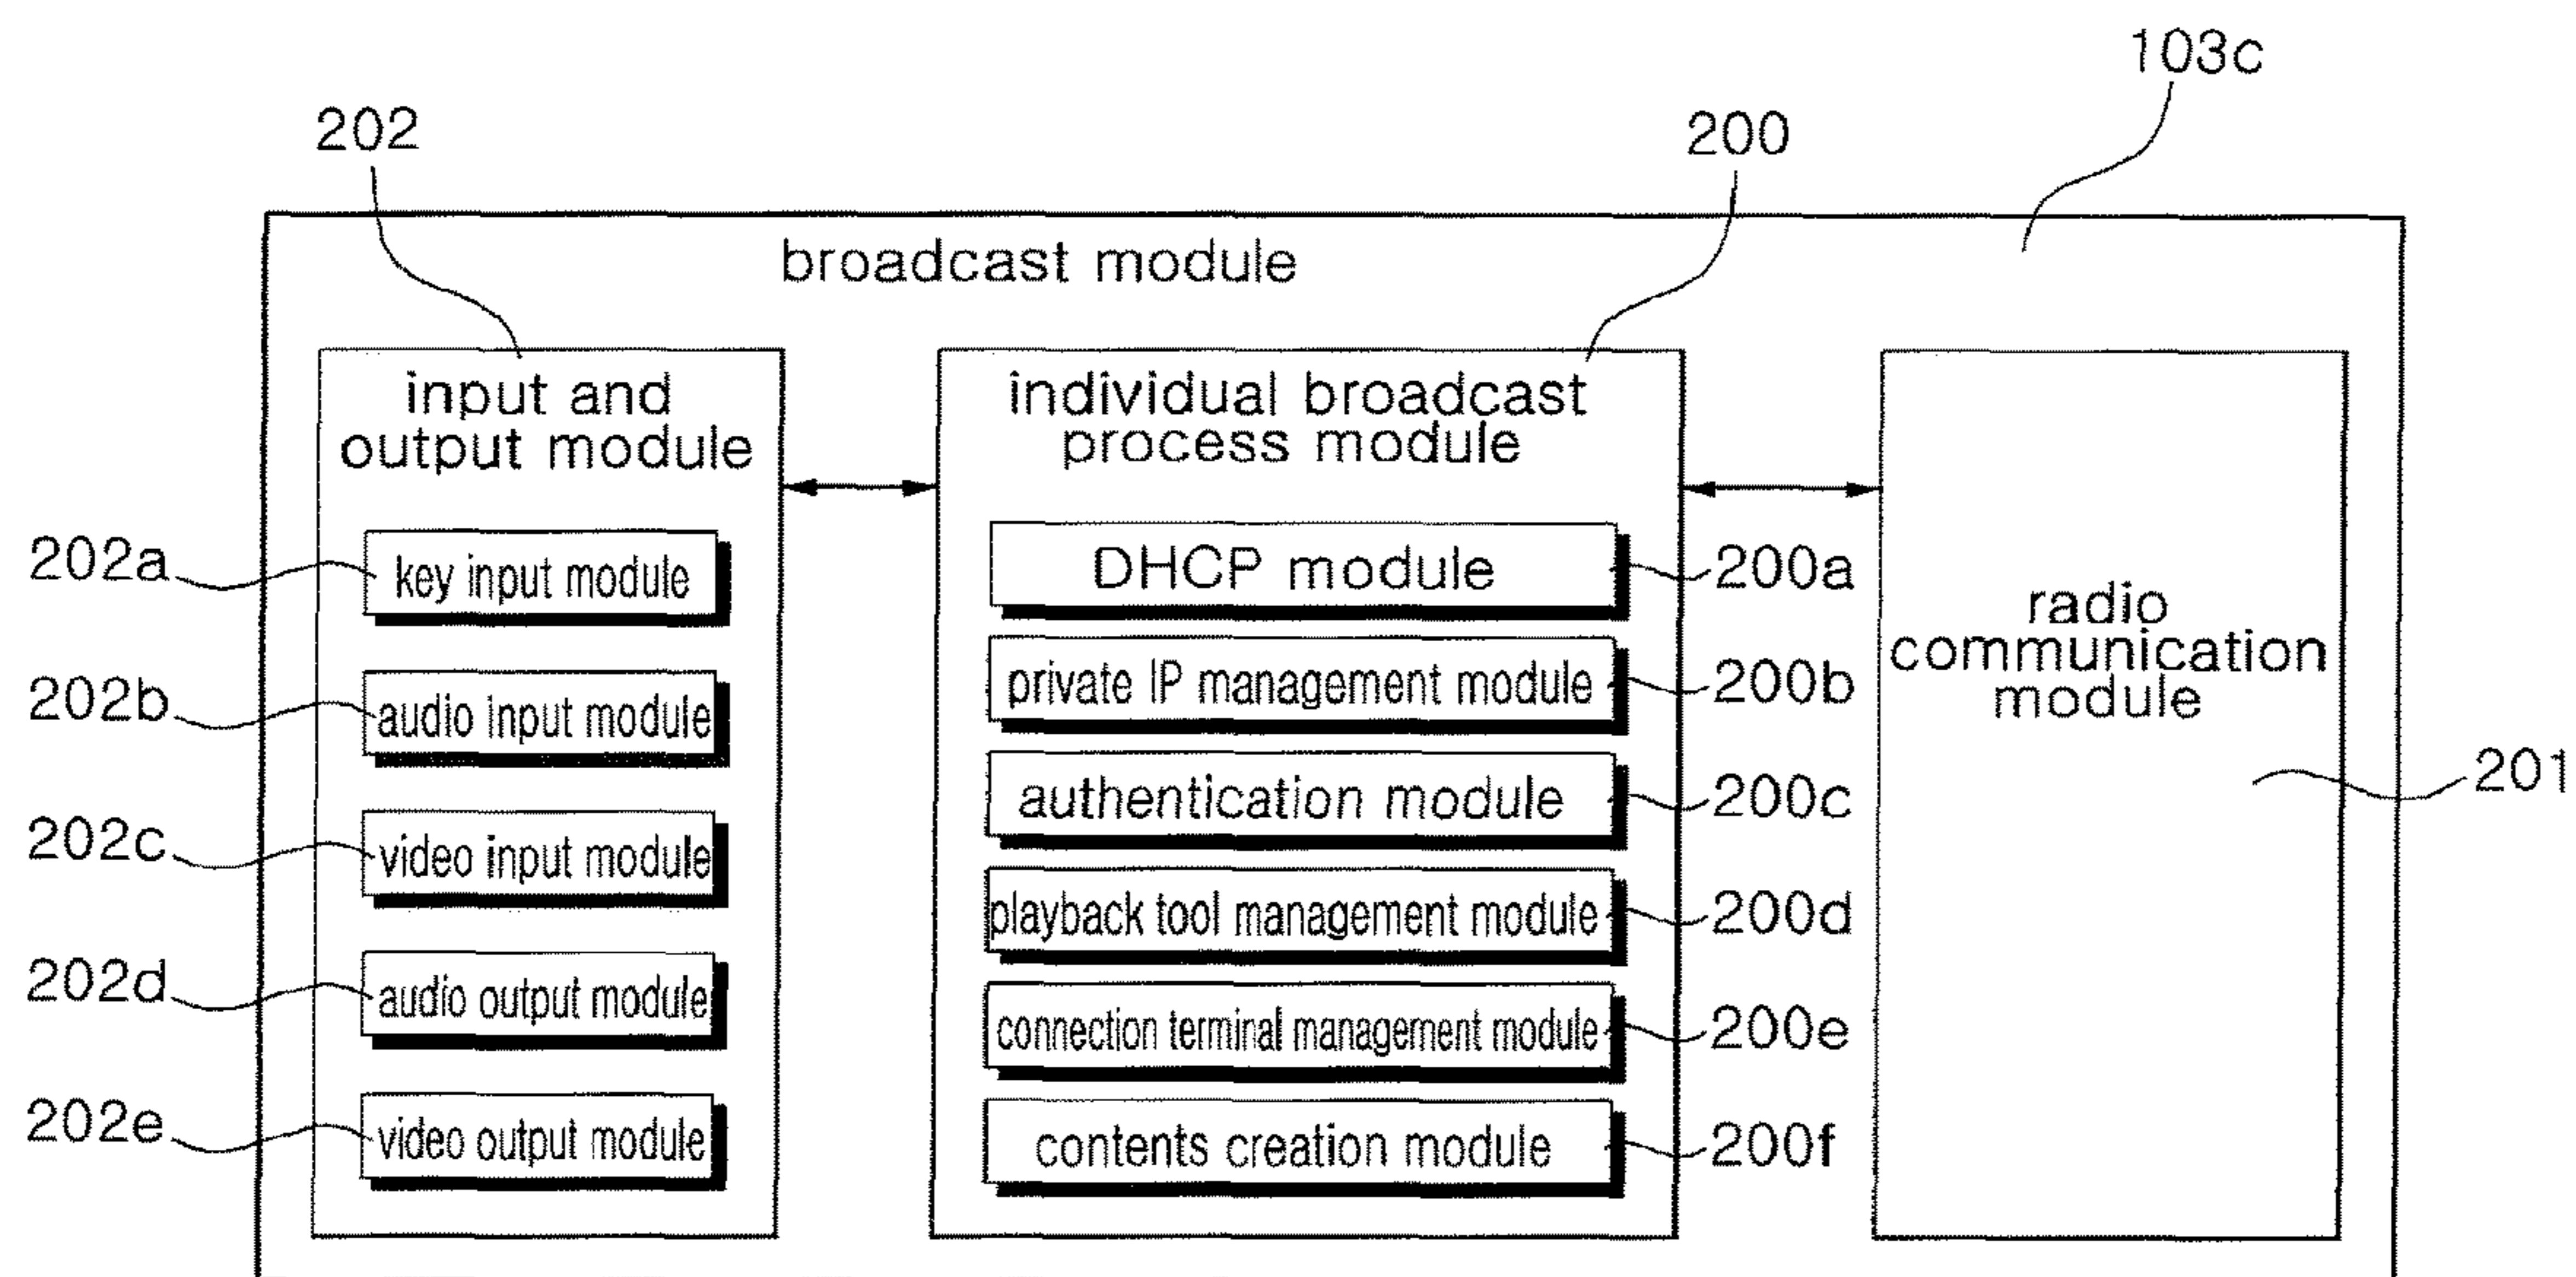 103c
202
200
broadcast module
input and
output module
individual broadcast
process module
202a
key input module
DHCP module
200a
radio
communication
module
202b
audio input module
private IP management module
200b
201
202c
video input module
authentication module
200c
202d
audio output module
playback tool management module
200d
connection terminal management module
200e
202e
video output module
contents creation module
200f